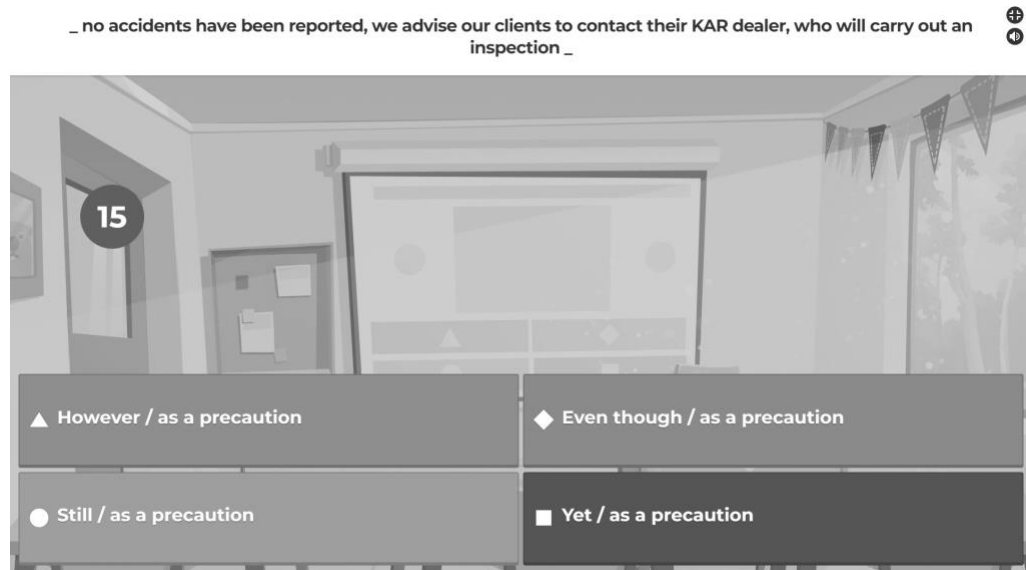 _ no accidents have been reported, we advise our clients to contact their KAR dealer, who will carry out an
inspection _
15
However / as a precaution
Even though / as a precaution
Still / as a precaution
Yet / as a precaution